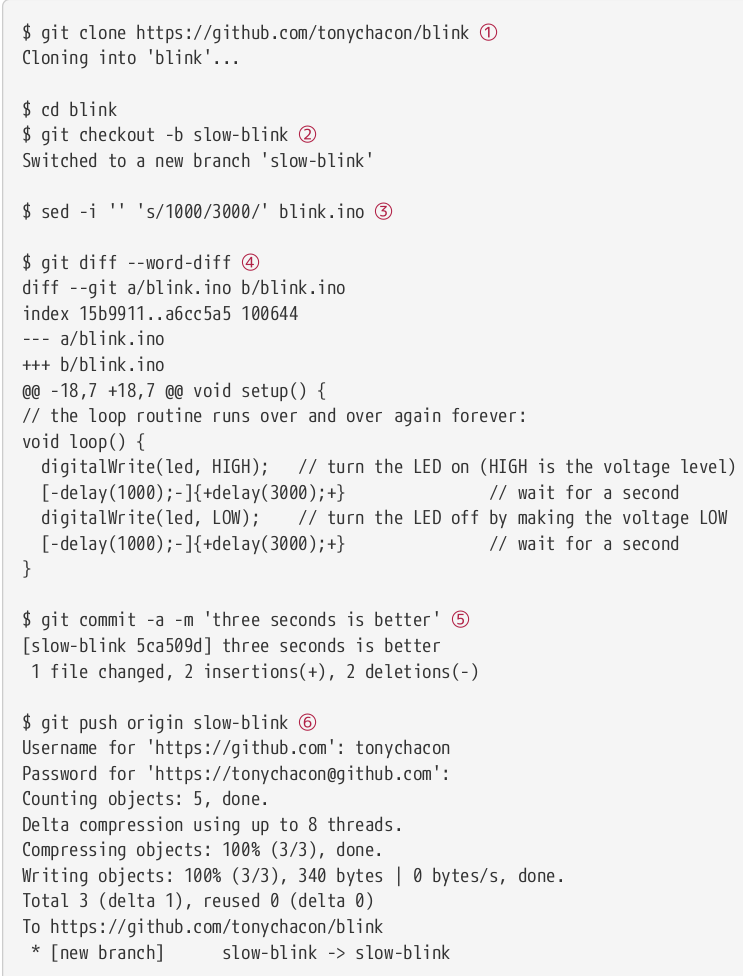 $ git clone https://github.com/tonychacon/blink ①
Cloning into 'blink'...

$ cd blink
$ git checkout -b slow-blink ②
Switched to a new branch 'slow-blink'

$ sed -i '' 's/1000/3000/' blink.ino ③

$ git diff --word-diff ④
diff --git a/blink.ino b/blink.ino
index 15b9911..a6cc5a5 100644
--- a/blink.ino
+++ b/blink.ino
@@ -18,7 +18,7 @@ void setup() {
// the loop routine runs over and over again forever:
void loop() {
  digitalWrite(led, HIGH);   // turn the LED on (HIGH is the voltage level)
  [-delay(1000);-]{+delay(3000);+}               // wait for a second
  digitalWrite(led, LOW);    // turn the LED off by making the voltage LOW
  [-delay(1000);-]{+delay(3000);+}               // wait for a second
}

$ git commit -a -m 'three seconds is better' ⑤
[slow-blink 5ca509d] three seconds is better
 1 file changed, 2 insertions(+), 2 deletions(-)

$ git push origin slow-blink ⑥
Username for 'https://github.com': tonychacon
Password for 'https://tonychacon@github.com':
Counting objects: 5, done.
Delta compression using up to 8 threads.
Compressing objects: 100% (3/3), done.
Writing objects: 100% (3/3), 340 bytes | 0 bytes/s, done.
Total 3 (delta 1), reused 0 (delta 0)
To https://github.com/tonychacon/blink
 * [new branch]      slow-blink -> slow-blink